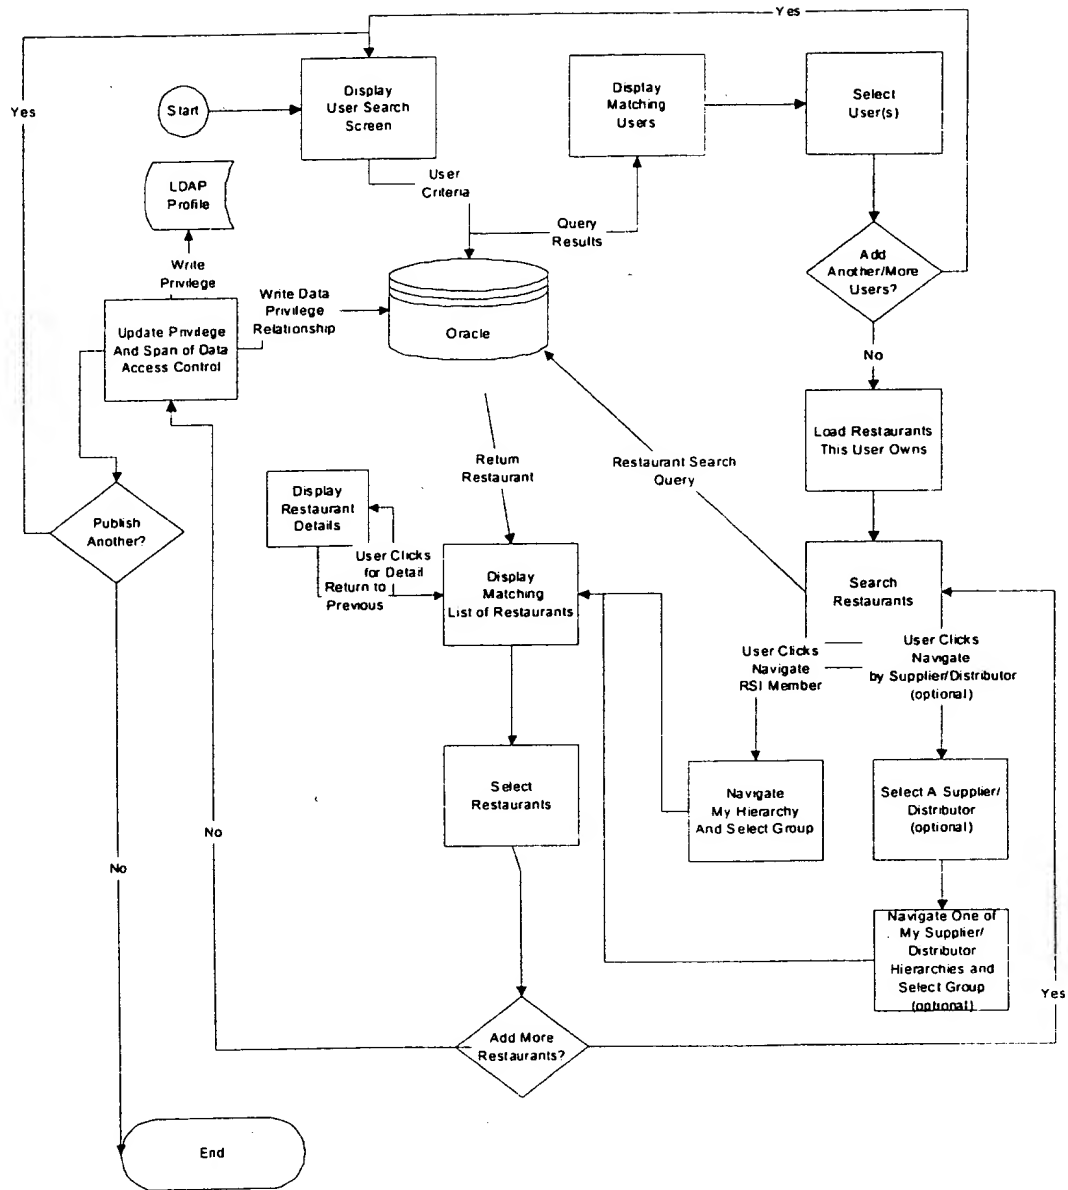 Yes
Yes
Start
Display
User Search
Screen
Display
Matching
Users
Select
User(s)
LDAP
Profile
User
Criteria
Query
Results
Add
Another/More
Users?
Write
Privilege
Write Data
Privilege
Relationship
Update Privilege
And Span of Data
Access Control
Oracle
No
Load Restaurants
This User Owns
Return
Restaurant
Restaurant Search
Query
Display
Restaurant
Details
Publish
Another?
User Clicks
for Detail
Return to
Previous
Display
Matching
List of Restaurants
Search
Restaurants
User Clicks
Navigate
RSI Member
User Clicks
Navigate
by Supplier/Distributor
(optional)
Select
Restaurants
Navigate
My Hierarchy
And Select Group
Select A Supplier/
Distributor
(optional)
No
No
Navigate One of
My Supplier/
Distributor
Hierarchies and
Select Group
(optional)
Yes
Add More
Restaurants?
End